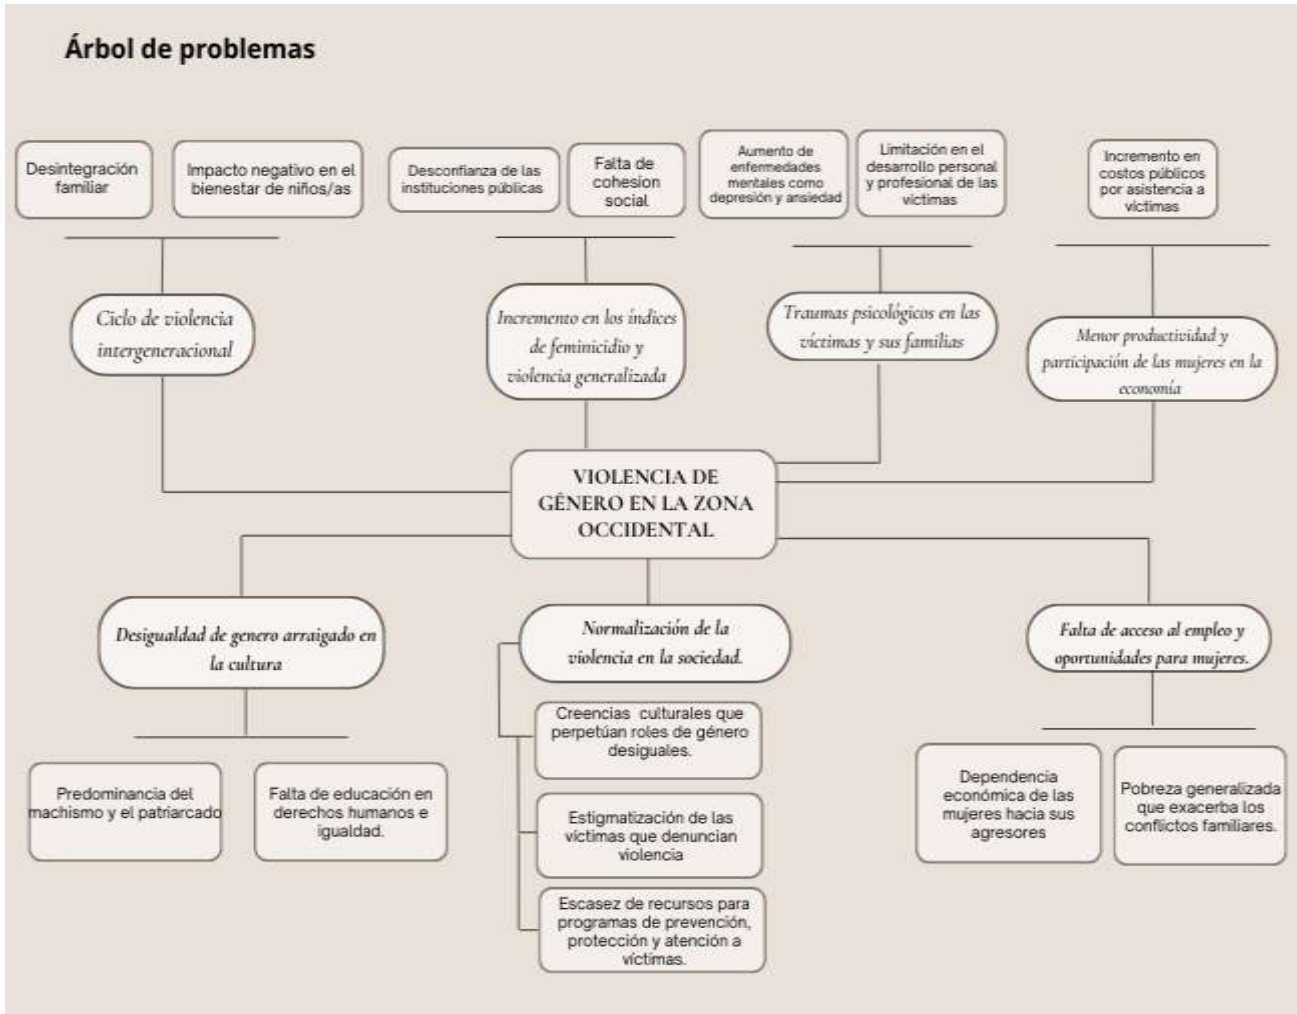 Árbol de problemas
Desintegración
familiar
Impacto negativo en el
bienestar de niños/as
Desconfianza de las
instituciones públicas
Falta de
cohesion
social
Aumento de
enfermedades
mentales como
depresión y ansiedad
Limitación en el
desarrollo personal
y profesional de las
víctimas
Incremento en
costos públicos
por asistencia a
víctimas
Ciclo de violencia
intergeneracional
Incremento en los índices
de feminicidio y
violencia generalizada
Traumas psicológicos en las
víctimas y sus familias
Menor productividad y
participación de las mujeres en la
economía
VIOLENCIA DE
GÉNERO EN LA ZONA
OCCIDENTAL
Desigualdad de genero arraigado en
la cultura
Normalización de la
violencia en la sociedad.
Falta de acceso al empleo y
oportunidades para mujeres.
Predominancia del
machismo y el patriarcado
Falta de educación en
derechos humanos e
igualdad.
Creencias culturales que
perpetúan roles de género
desiguales.
Estigmatización de las
víctimas que denuncian
violencia
Escasez de recursos para
programas de prevención,
protección y atención a
víctimas.
Dependencia
económica de las
mujeres hacia sus
agresores
Pobreza generalizada
que exacerba los
conflictos familiares.